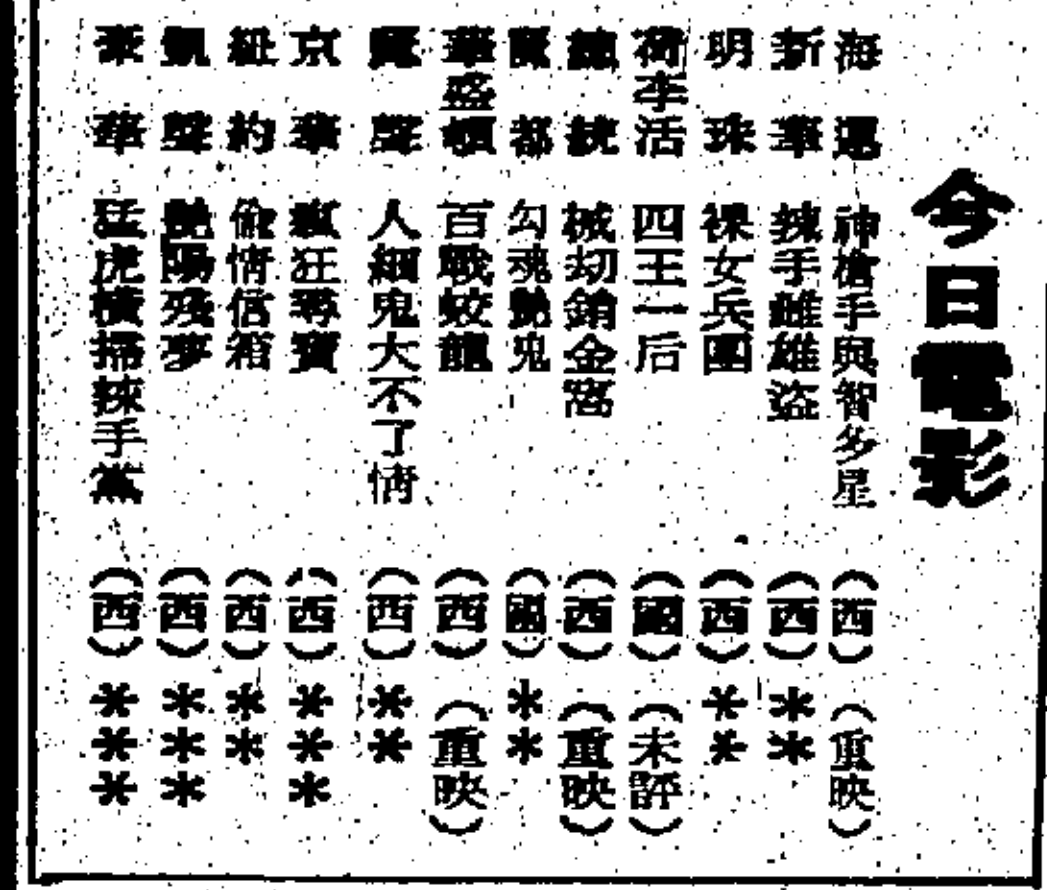 今日電影
海運 神槍手與智多星 (西) (重映)
新華 辣手雌雄盜 (西) **
明珠 裸女兵團 (西) **
荷李活 四王一后 (國) (未評)
總統 械劫銷金窩 (西) (重映)
麗都 勾魂艷鬼 (國) **
華盛頓 百戰蛟龍 (西) (重映)
麗聲 人細鬼大不了情 (西) **
京華 瘋狂尋寶 (西) ***
紐約 偷情信箱 (西) **
凱聲 艷陽殘夢 (西) ***
豪華 猛虎橫掃辣手黨 (西) ***